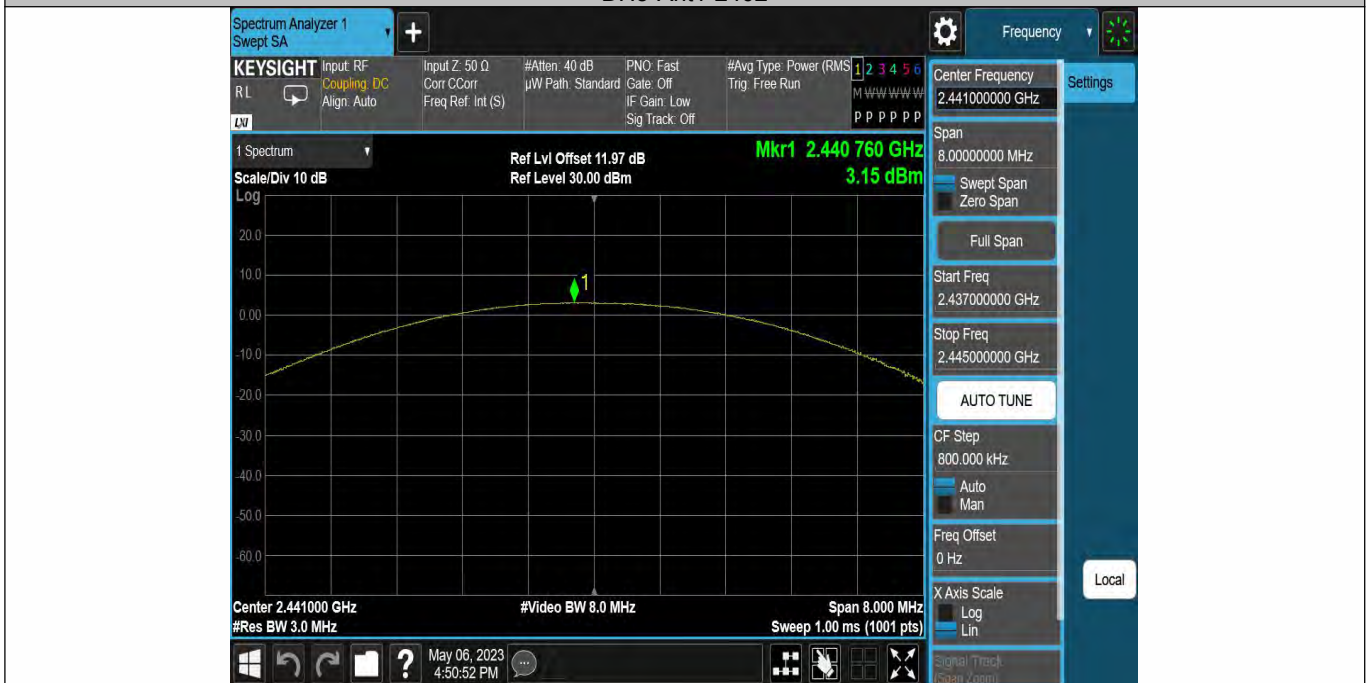 Spectrum Analyzer 1
Swept SA
+
Frequency
KEYSIGHT
RL
LXI
Input: RF
Coupling: DC
Align: Auto
Input Z: 50 Ω
Corr CCorr
Freq Ref: Int (S)
#Atten: 40 dB
µW Path: Standard
PNO: Fast
Gate: Off
IF Gain: Low
Sig Track: Off
#Avg Type: Power (RMS
Trig: Free Run
1 2 3 4 5 6
M W W W W W
P P P P P P
Center Frequency
2.441000000 GHz
Settings
1 Spectrum
Ref Lvl Offset 11.97 dB
Mkr1 2.440 760 GHz
Scale/Div 10 dB
Ref Level 30.00 dBm
3.15 dBm
Log
20.0
10.0
0.00
-10.0
-20.0
-30.0
-40.0
-50.0
-60.0
1
Span
8.00000000 MHz
Swept Span
Zero Span
Full Span
Start Freq
2.437000000 GHz
Stop Freq
2.445000000 GHz
AUTO TUNE
CF Step
800.000 kHz
Auto
Man
Freq Offset
0 Hz
X Axis Scale
Log
Lin
Signal Track
(Span Zoom)
Local
Center 2.441000 GHz
#Video BW 8.0 MHz
Span 8.000 MHz
#Res BW 3.0 MHz
Sweep 1.00 ms (1001 pts)
?
May 06, 2023
4:50:52 PM